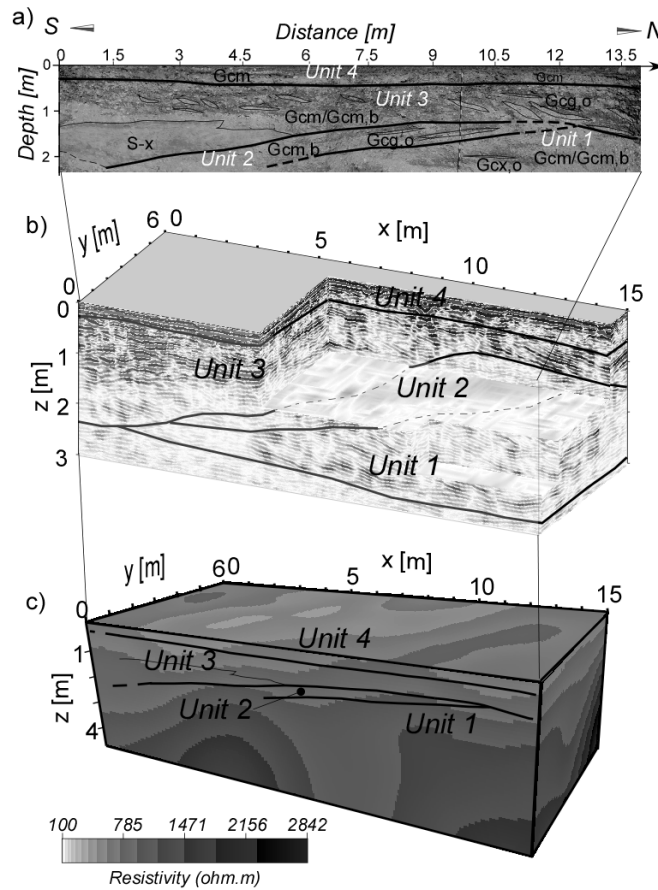 a)
S
Distance [m]
N
0 1,5 3 4.5 6 7.5 9 10.5 12 13.5
Depth [m]
0
1
2
Gcm
Unit 4
Gcm
Unit 3
Gcg,o
Gcm/Gcm,b
S-x
Unit 2
Gcm,b
Gcg,o
Unit 1
Gcx,o
Gcm/Gcm,b
b)
y [m]
6 0
x [m]
0
5
10
15
0
1
2
3
z [m]
Unit 4
Unit 3
Unit 2
Unit 1
c)
y [m]
60
x [m]
0
5
10
15
1
4
z [m]
Unit 4
Unit 3
Unit 2
Unit 1
100 785 1471 2156 2842
Resistivity (ohm.m)